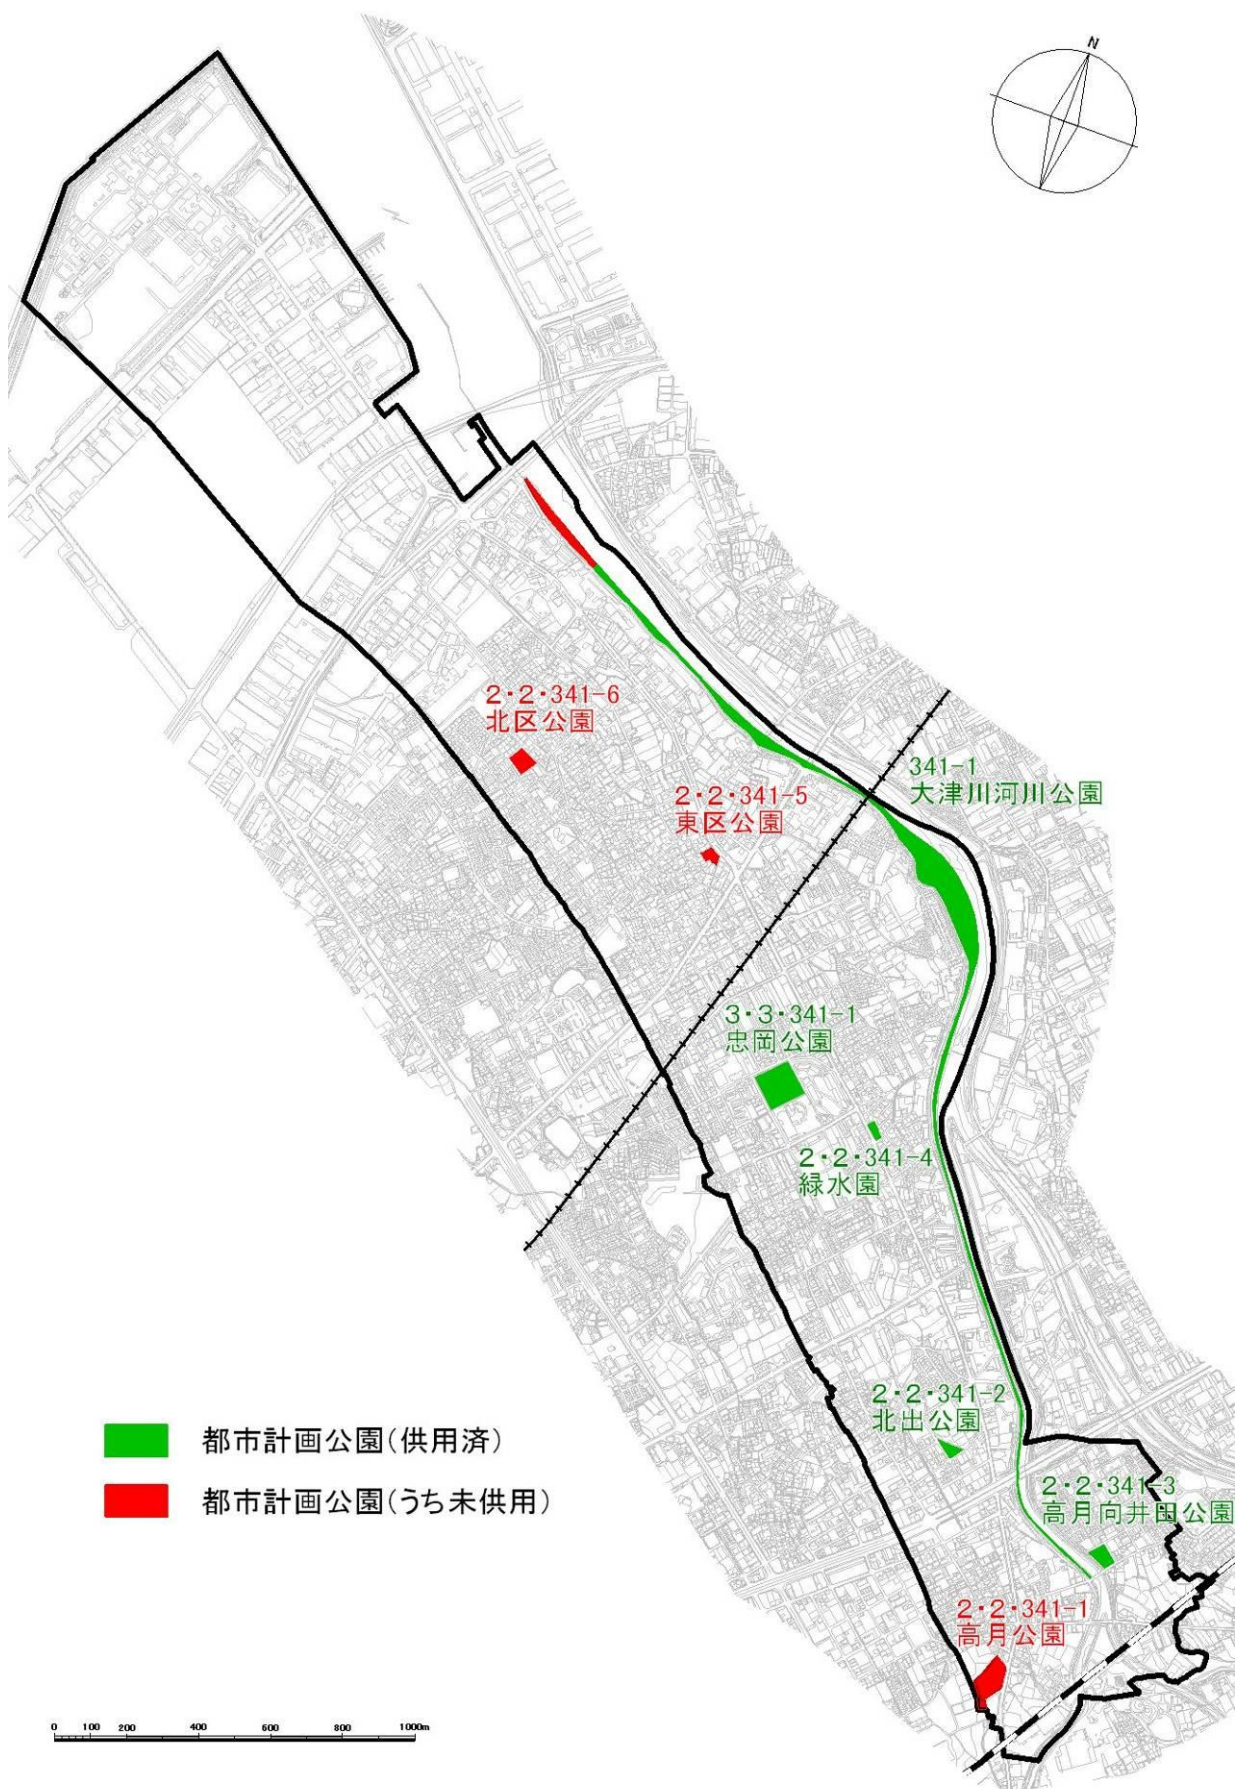 N
2・2・341-6
北区公園
2・2・341-5
東区公園
341-1
大津川河川公園
3・3・341-1
忠岡公園
2・2・341-4
緑水園
2・2・341-2
北出公園
2・2・341-3
高月向井田公園
2・2・341-1
高月公園
都市計画公園(供用済)
都市計画公園(うち未供用)
0 100 200 400 600 800 1000m